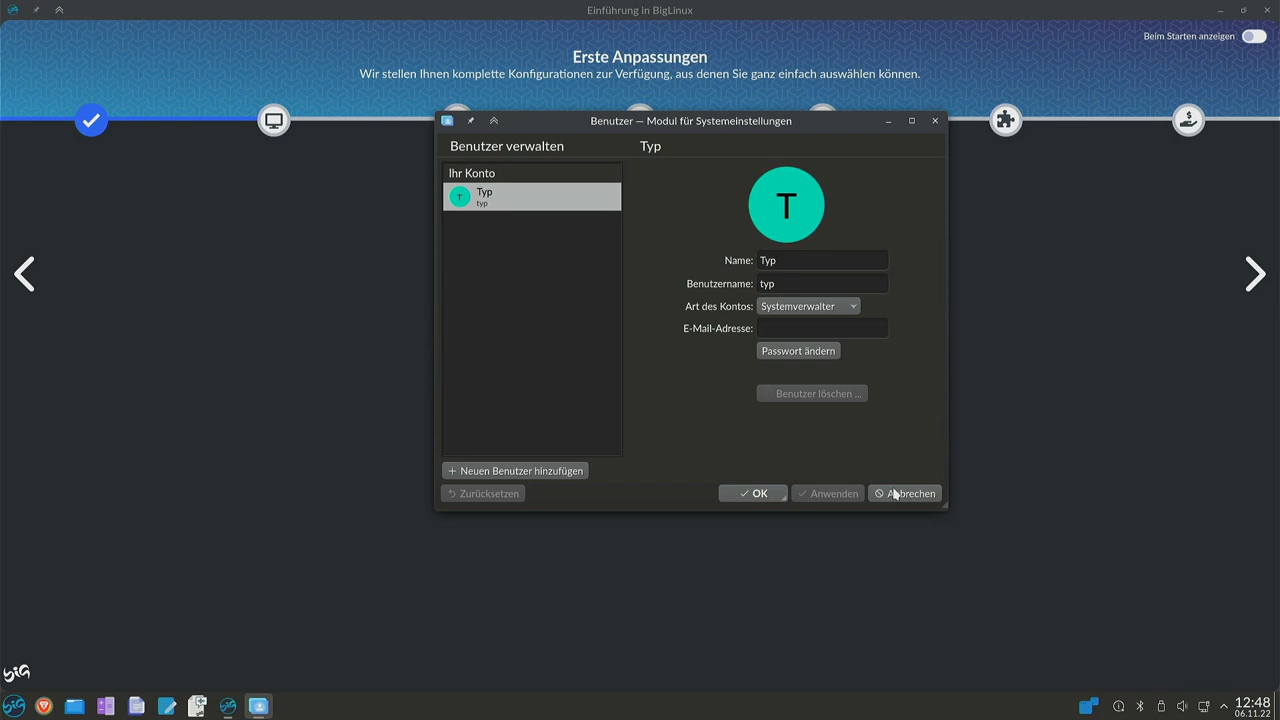 Einführung in BigLinux
Beim Starten anzeigen
Erste Anpassungen
Wir stellen Ihnen komplette Konfigurationen zur Verfügung, aus denen Sie ganz einfach auswählen können.
Benutzer — Modul für Systemeinstellungen
Benutzer verwalten
Typ
Ihr Konto
T
Typ
typ
T
Name: Typ
Benutzername: typ
Art des Kontos: Systemverwalter
E-Mail-Adresse:
Passwort ändern
Benutzer löschen ...
Neuen Benutzer hinzufügen
Zurücksetzen
OK
Anwenden
Abbrechen
biG
biG
12:48
06.11.22